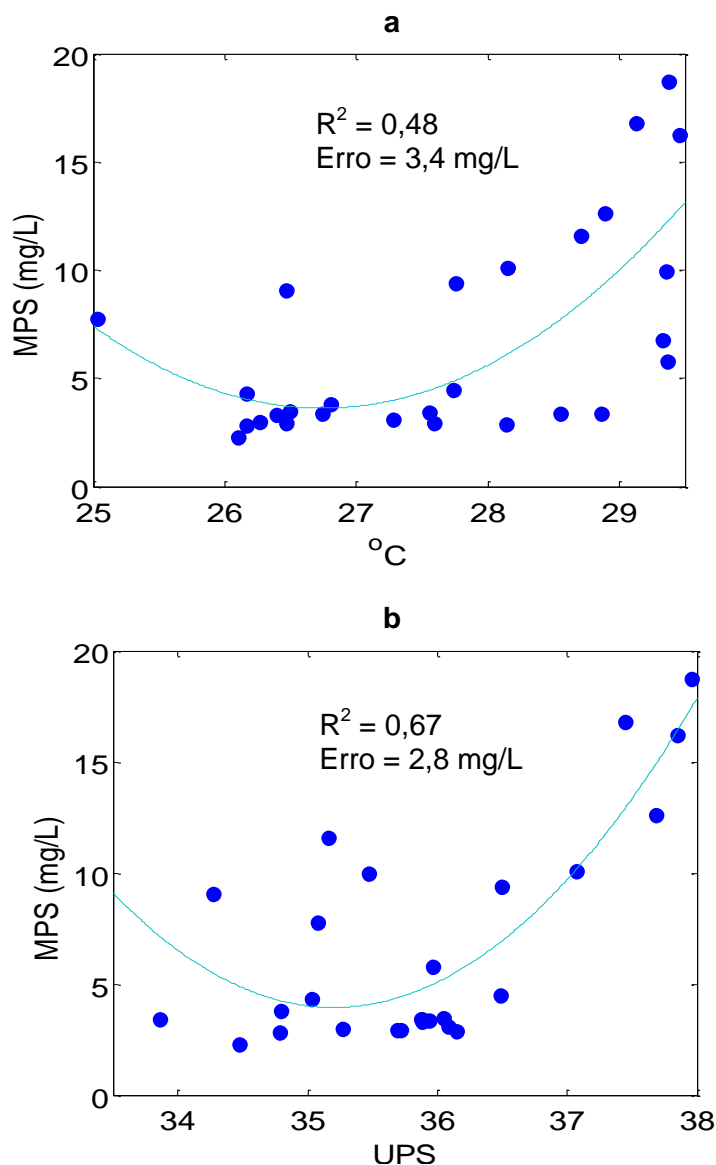 a
20
15
10
5
0
R² = 0,48
Erro = 3,4 mg/L
MPS (mg/L)
25 26 27 28 29
°C
b
20
15
10
5
0
R² = 0,67
Erro = 2,8 mg/L
MPS (mg/L)
34 35 36 37 38
UPS